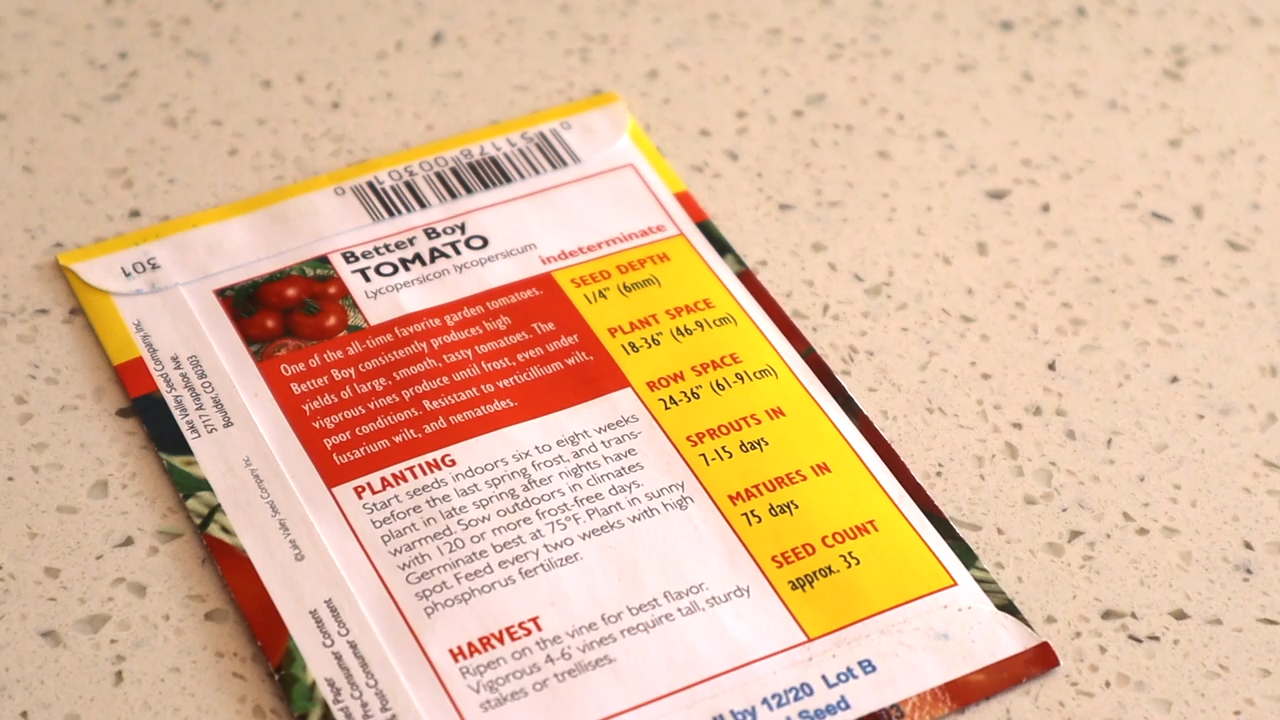 0 51178 00301 0
301
Better Boy
TOMATO
Lycopersicon lycopersicum
indeterminate
One of the all-time favorite garden tomatoes.
Better Boy consistently produces high
yields of large, smooth, tasty tomatoes. The
vigorous vines produce until frost, even under
poor conditions. Resistant to verticillium wilt,
fusarium wilt, and nematodes.
PLANTING
Start seeds indoors six to eight weeks
before the last spring frost, and trans-
plant in late spring after nights have
warmed. Sow outdoors in climates
with 120 or more frost-free days.
Germinate best at 75°F. Plant in sunny
spot. Feed every two weeks with high
phosphorus fertilizer.
HARVEST
Ripen on the vine for best flavor.
Vigorous 4-6' vines require tall, sturdy
stakes or trellises.
SEED DEPTH
1/4" (6mm)
PLANT SPACE
18-36" (46-91cm)
ROW SPACE
24-36" (61-91cm)
SPROUTS IN
7-15 days
MATURES IN
75 days
SEED COUNT
approx. 35
Lake Valley Seed Company, Inc.
5717 Arapahoe Ave.
Boulder, CO 80303
©Lake Valley Seed Company Inc.
Paper
Pre-Consumer Content
Post-Consumer Content
by 12/20 Lot B
Seed